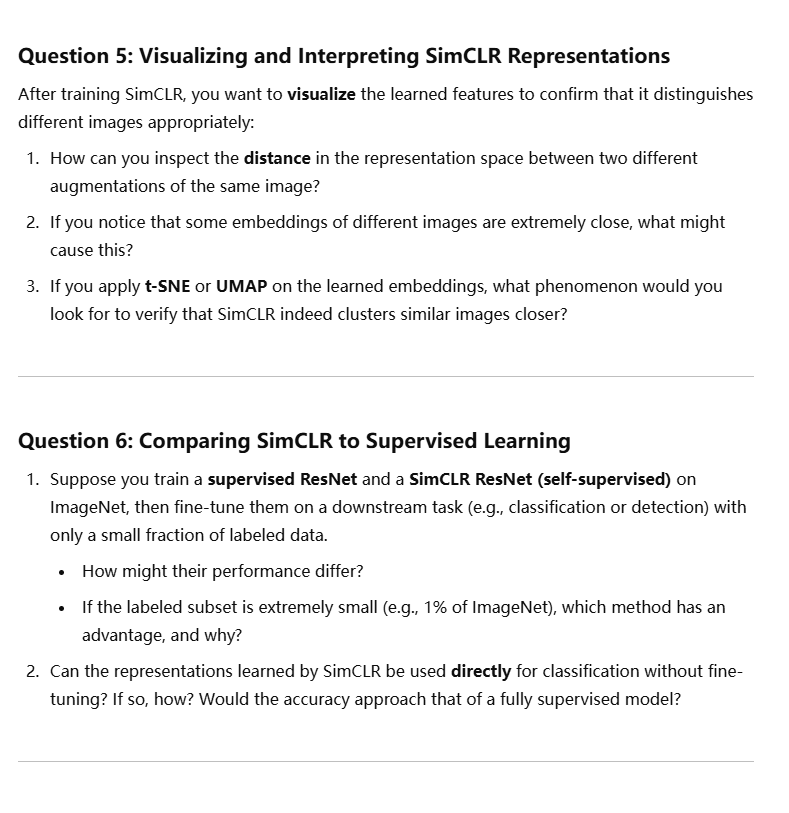 Question 5: Visualizing and Interpreting SimCLR Representations
After training SimCLR, you want to visualize the learned features to confirm that it distinguishes
different images appropriately:
1. How can you inspect the distance in the representation space between two different
augmentations of the same image?
2. If you notice that some embeddings of different images are extremely close, what might
cause this?
3. If you apply t-SNE or UMAP on the learned embeddings, what phenomenon would you
look for to verify that SimCLR indeed clusters similar images closer?
Question 6: Comparing SimCLR to Supervised Learning
1. Suppose you train a supervised ResNet and a SimCLR ResNet (self-supervised) on
ImageNet, then fine-tune them on a downstream task (e.g., classification or detection) with
only a small fraction of labeled data.
• How might their performance differ?
• If the labeled subset is extremely small (e.g., 1% of ImageNet), which method has an
advantage, and why?
2. Can the representations learned by SimCLR be used directly for classification without fine-
tuning? If so, how? Would the accuracy approach that of a fully supervised model?